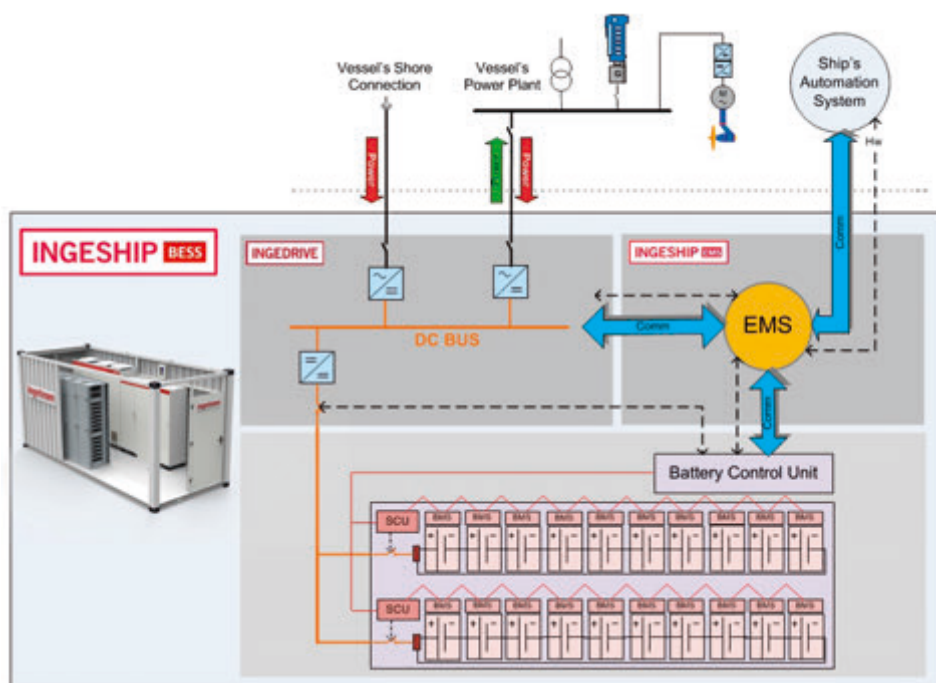 Vessel's Shore
Connection
Vessel's
Power Plant
Ship's
Automation
System
Power
Power
Power
Hw
Comm
INGESHIP BESS
INGEDRIVE
INGESHIP EMS
DC BUS
Comm
EMS
Comm
Battery Control Unit
SCU
BMS BMS BMS BMS BMS BMS BMS BMS BMS
SCU
BMS BMS BMS BMS BMS BMS BMS BMS BMS